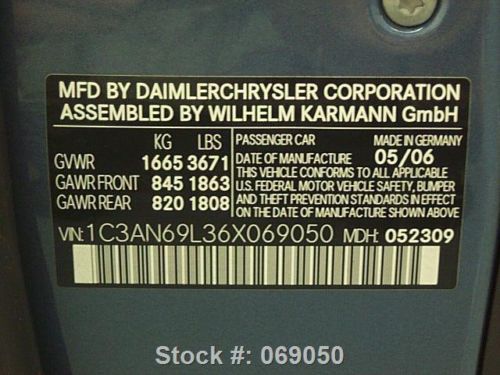 MFD BY DAIMLERCHRYSLER CORPORATION
ASSEMBLED BY WILHELM KARMANN GmbH
KG LBS
GVWR 1665 3671
GAWR FRONT 845 1863
GAWR REAR 820 1808
PASSENGER CAR MADE IN GERMANY
DATE OF MANUFACTURE 05/06
THIS VEHICLE CONFORMS TO ALL APPLICABLE
U.S. FEDERAL MOTOR VEHICLE SAFETY, BUMPER
AND THEFT PREVENTION STANDARDS IN EFFECT
ON THE DATE OF MANUFACTURE SHOWN ABOVE.
VIN: 1C3AN69L36X069050 MDH: 052309
Stock #: 069050